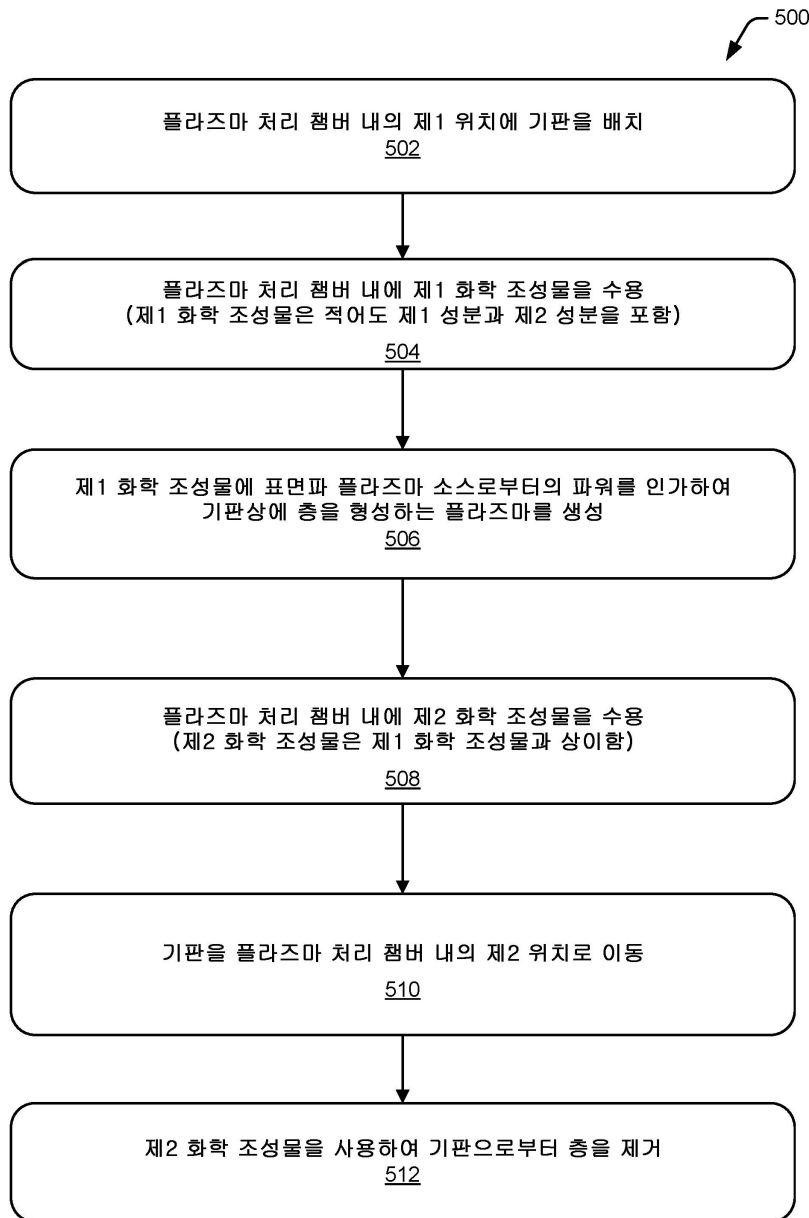 500
플라즈마 처리 챔버 내의 제1 위치에 기판을 배치
502
플라즈마 처리 챔버 내에 제1 화학 조성물을 수용
(제1 화학 조성물은 적어도 제1 성분과 제2 성분을 포함)
504
제1 화학 조성물에 표면파 플라즈마 소스로부터의 파워를 인가하여
기판상에 층을 형성하는 플라즈마를 생성
506
플라즈마 처리 챔버 내에 제2 화학 조성물을 수용
(제2 화학 조성물은 제1 화학 조성물과 상이함)
508
기판을 플라즈마 처리 챔버 내의 제2 위치로 이동
510
제2 화학 조성물을 사용하여 기판으로부터 층을 제거
512